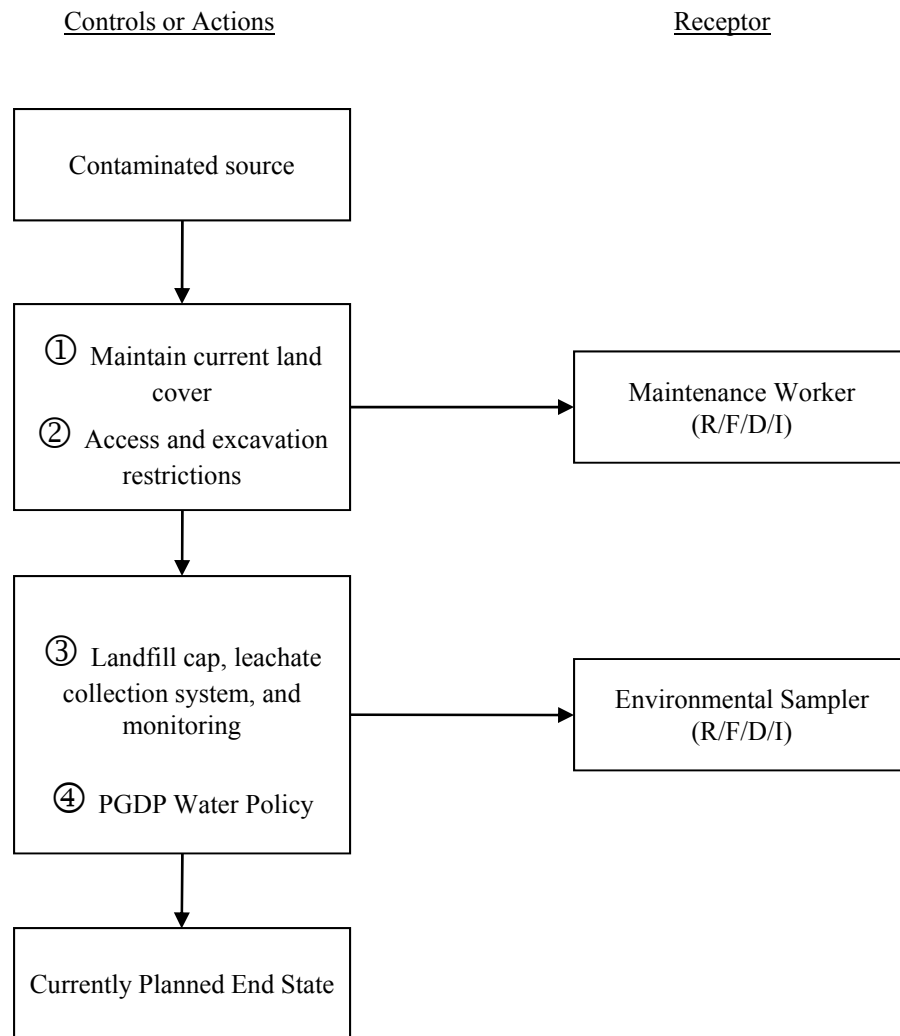 Controls or Actions
Receptor
Contaminated source
① Maintain current land
cover
② Access and excavation
restrictions
Maintenance Worker
(R/F/D/I)
③ Landfill cap, leachate
collection system, and
monitoring
④ PGDP Water Policy
Environmental Sampler
(R/F/D/I)
Currently Planned End State